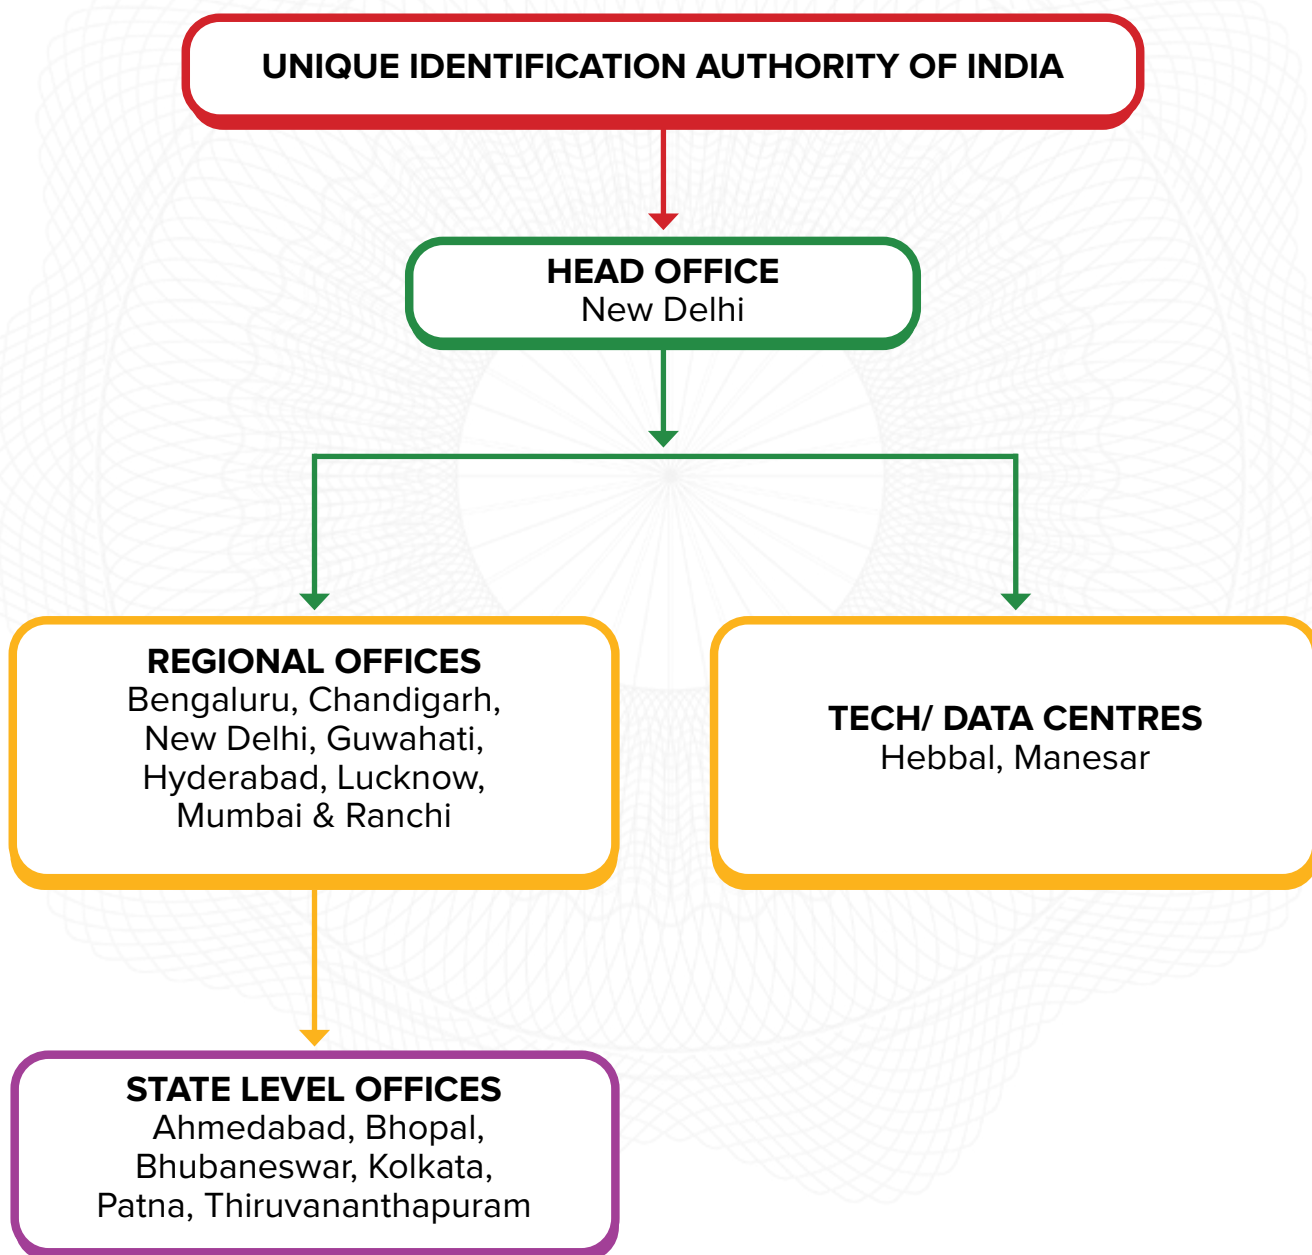 UNIQUE IDENTIFICATION AUTHORITY OF INDIA
HEAD OFFICE
New Delhi
REGIONAL OFFICES
Bengaluru, Chandigarh,
New Delhi, Guwahati,
Hyderabad, Lucknow,
Mumbai & Ranchi
TECH/ DATA CENTRES
Hebbal, Manesar
STATE LEVEL OFFICES
Ahmedabad, Bhopal,
Bhubaneswar, Kolkata,
Patna, Thiruvananthapuram